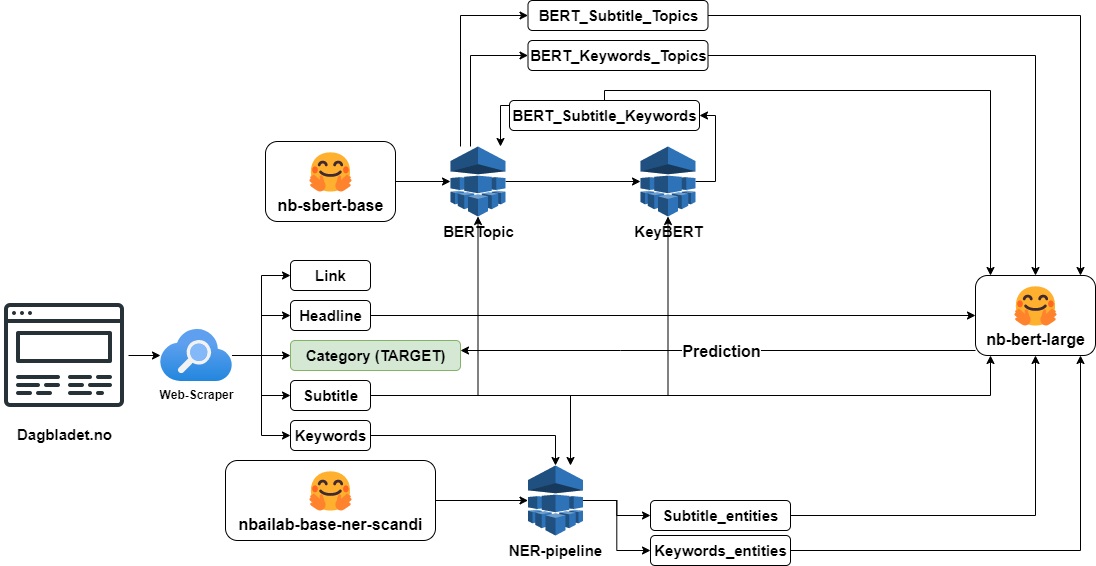 BERT_Subtitle_Topics
BERT_Keywords_Topics
BERT_Subtitle_Keywords
nb-sbert-base
BERTopic
KeyBERT
Link
Headline
nb-bert-large
Category (TARGET)
Prediction
Web-Scraper
Subtitle
Dagbladet.no
Keywords
nbailab-base-ner-scandi
NER-pipeline
Subtitle_entities
Keywords_entities